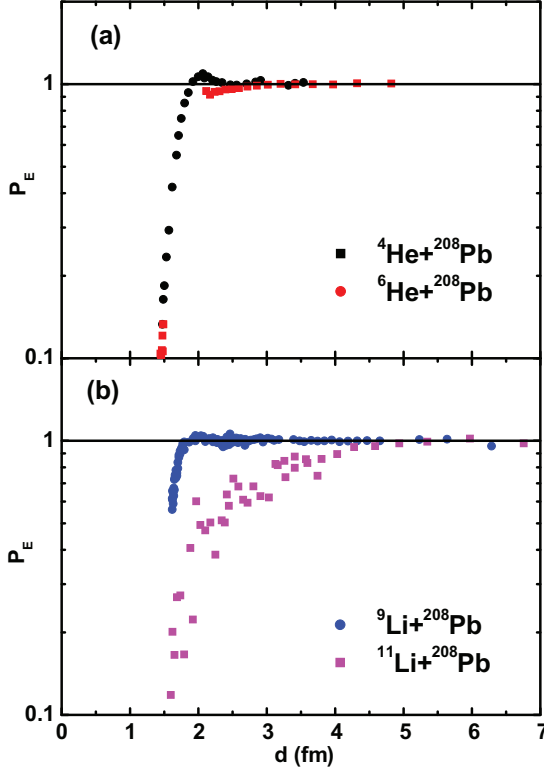 (a)
1
P_E
⁴He+²⁰⁸Pb
⁶He+²⁰⁸Pb
0.1
(b)
1
P_E
⁹Li+²⁰⁸Pb
¹¹Li+²⁰⁸Pb
0.1
0 1 2 3 4 5 6 7
d (fm)